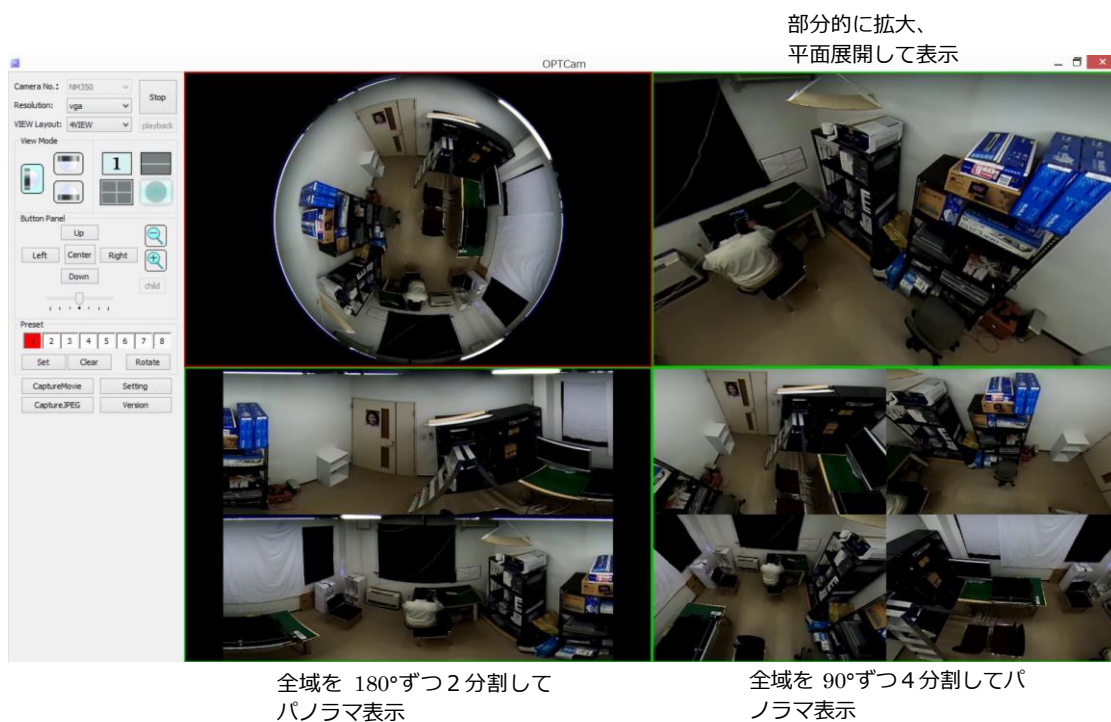 部分的に拡大、
平面展開して表示
OPTCam
Camera No.: NM350
Stop
Resolution: vga
VIEW Layout: 4VIEW
playback
View Mode
1
Button Panel
Up
Left Center Right
Down
child
Preset
1 2 3 4 5 6 7 8
Set Clear Rotate
CaptureMovie Setting
CaptureJPEG Version
全域を 180°ずつ２分割して
パノラマ表示
全域を 90°ずつ４分割してパ
ノラマ表示